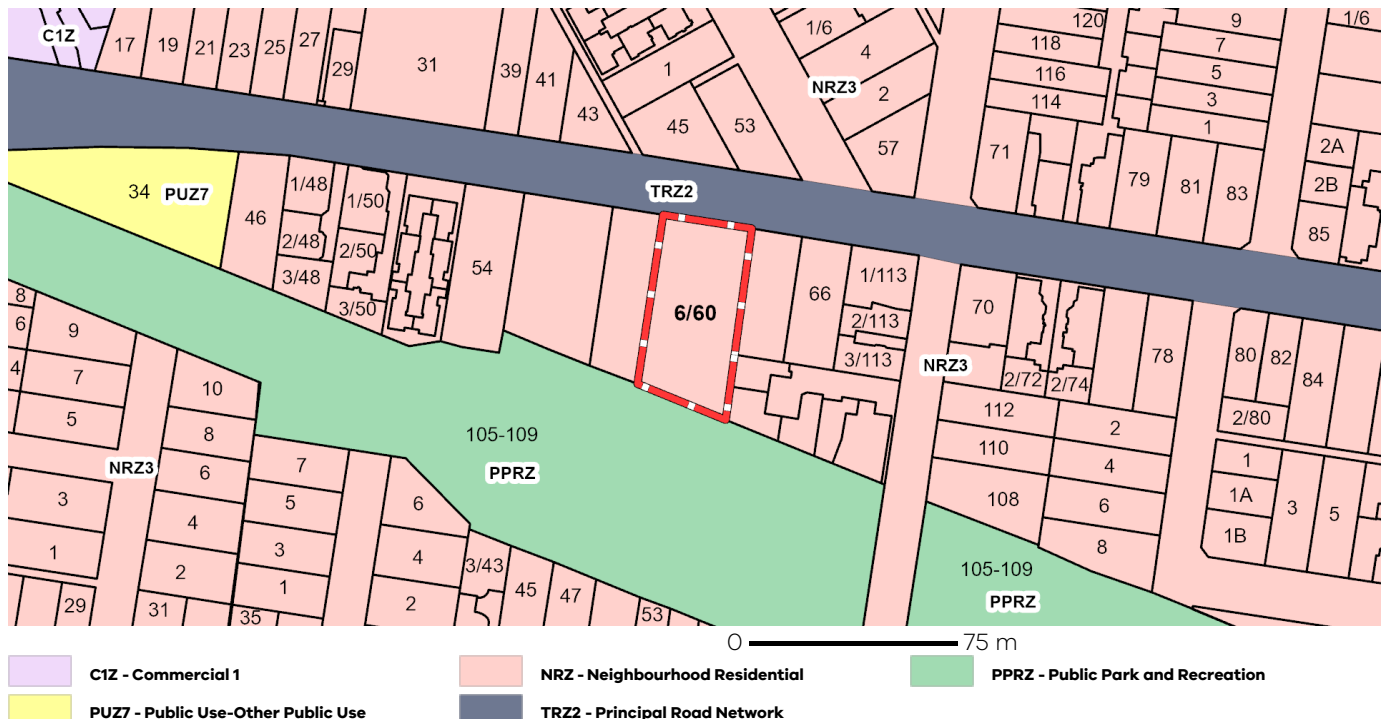 C1Z 17 19 21 23 25 27 29 31 39 41 43
1/6 4 2 57 NRZ3
1 45 53
120 118 116 114
9 7 5 3 1
1/6
71 79 81 83
2A 2B 85
TRZ2
34 PUZ7
46 1/48 2/48 3/48
1/50 2/50 3/50
54 6/60 66
1/113 2/113 3/113
70 2/72 2/74 78
80 82 84 2/80
NRZ3
8 6 4
9 7 5
10 8 6 4 2
NRZ3
3 1 29 31
7 5 3 1 35
6 4 2
3/43 45 47 53
105-109
PPRZ
112 110 108
2 4 6 8
1 1A 1B 3 5
105-109
PPRZ
0 75 m
C1Z - Commercial 1
NRZ - Neighbourhood Residential
PPRZ - Public Park and Recreation
PUZ7 - Public Use-Other Public Use
TRZ2 - Principal Road Network